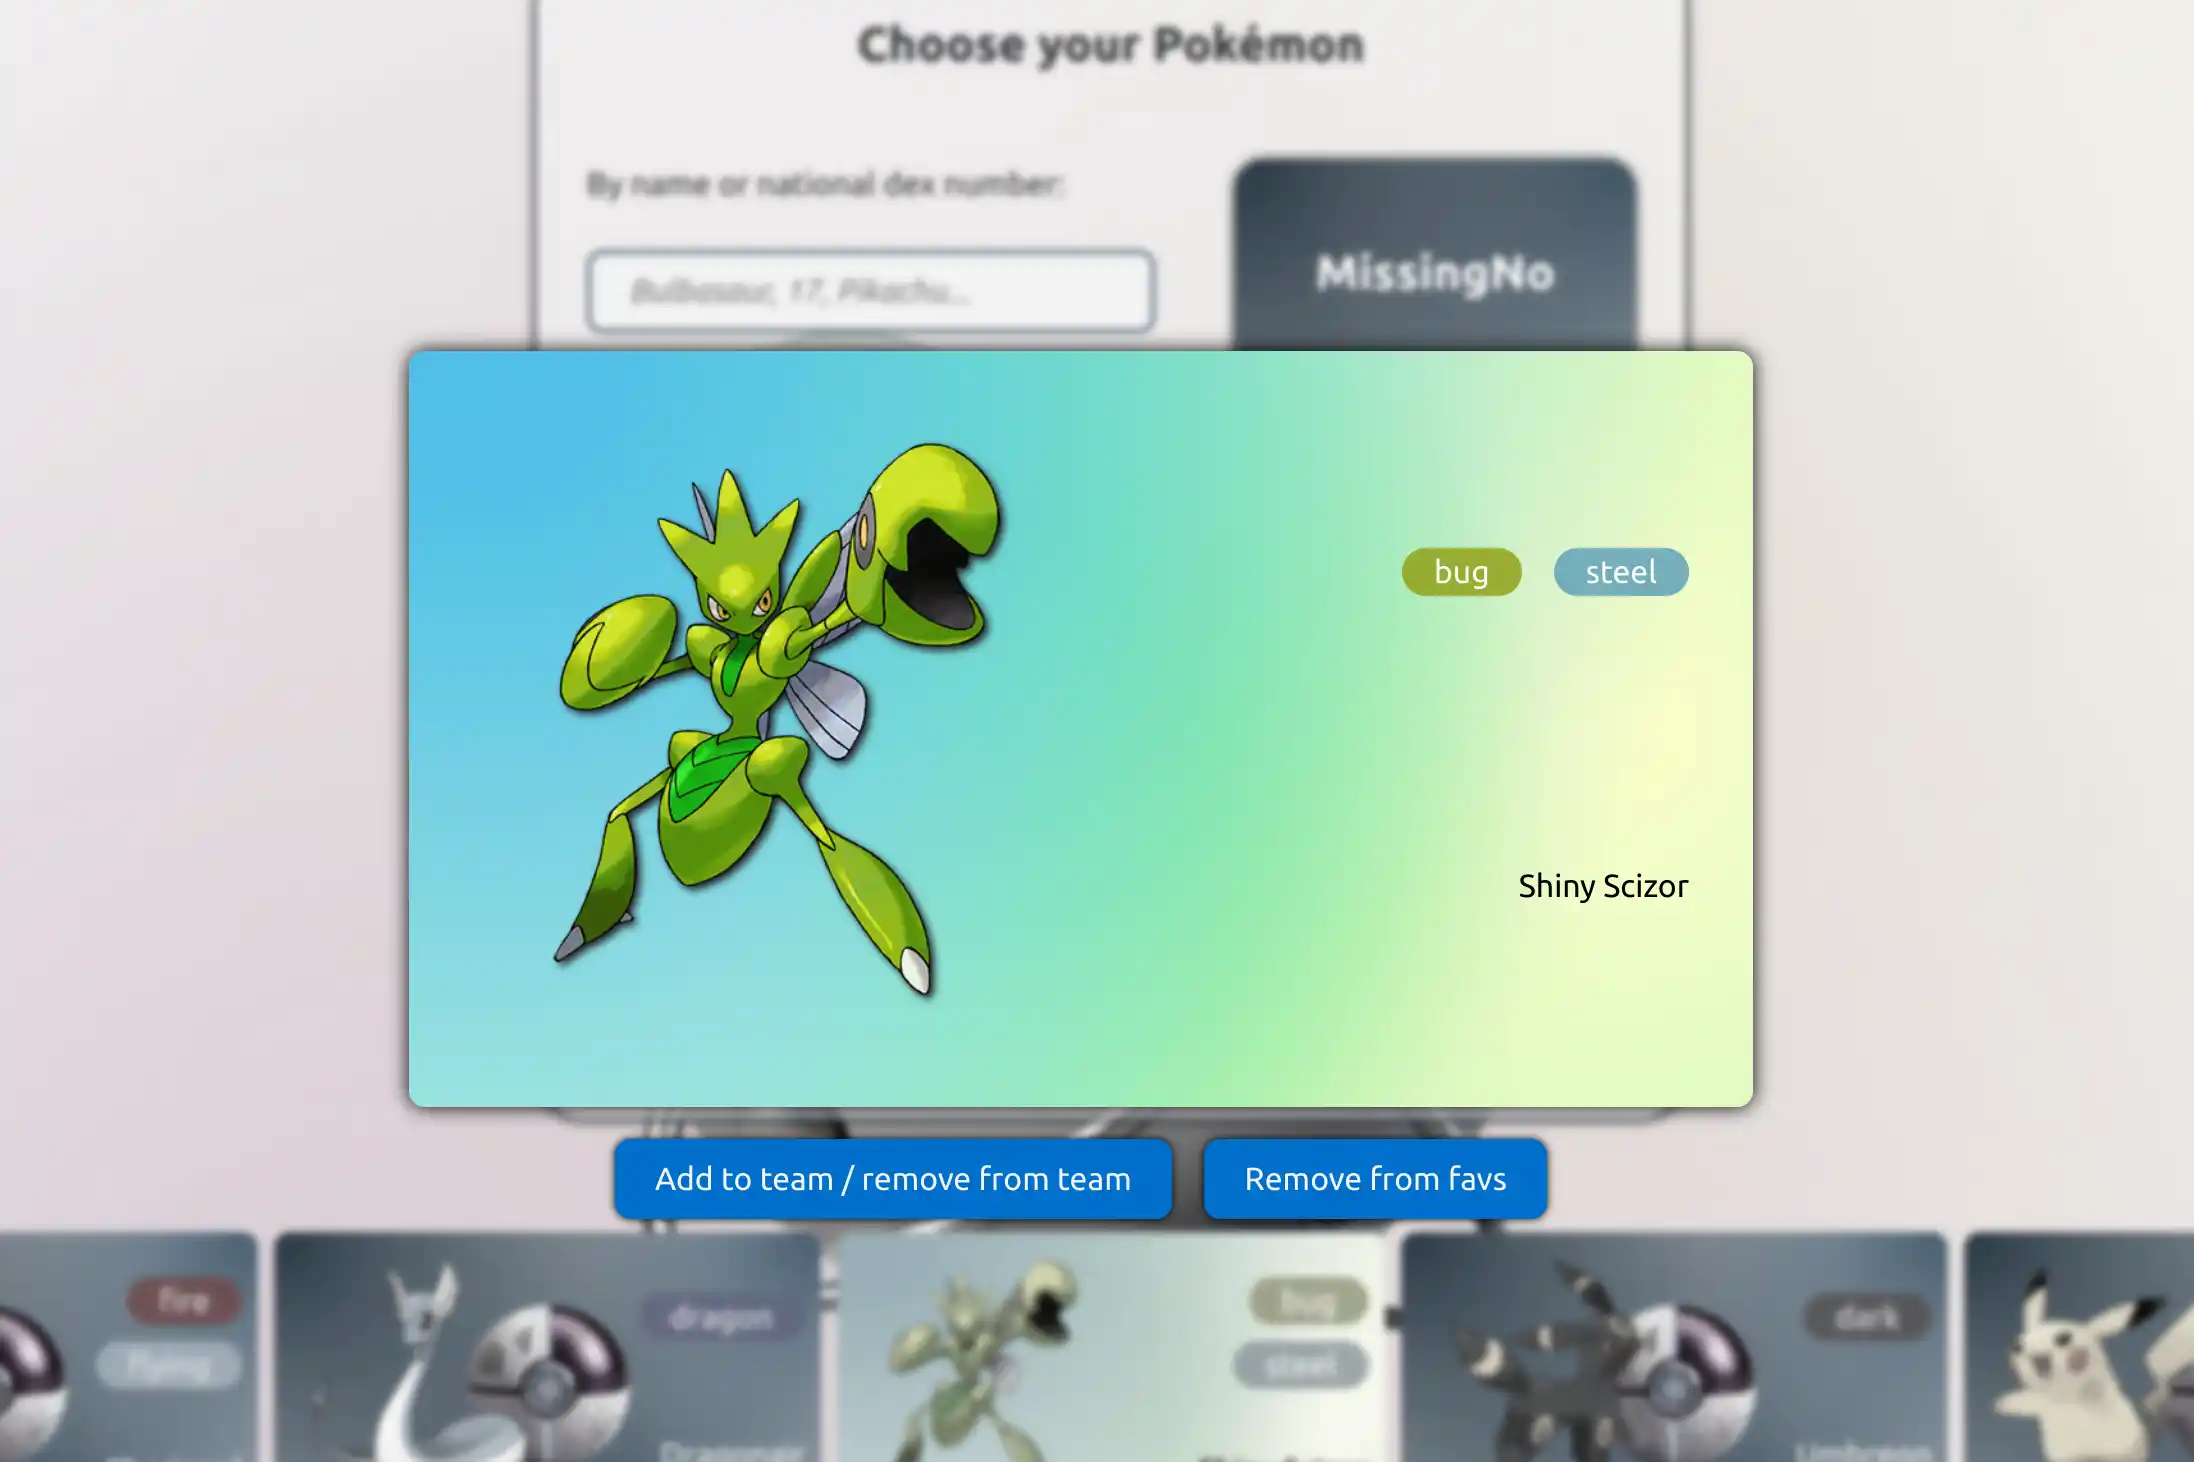 Choose your Pokémon
By name or national dex number:
Bulbasaur, 17, Pikachu...
MissingNo
bug steel
Shiny Scizor
Add to team / remove from team Remove from favs
fire
flying
dragon
bug
steel
dark
Dragonair
Umbreon